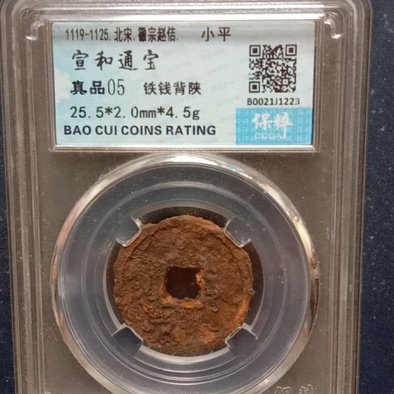 1119-1125.北宋.徽宗赵佶. 小平
宣和通宝
真品05 铁钱背陕
25.5*2.0mm*4.5g
BAO CUI COINS RATING
B0021J1223
保粹